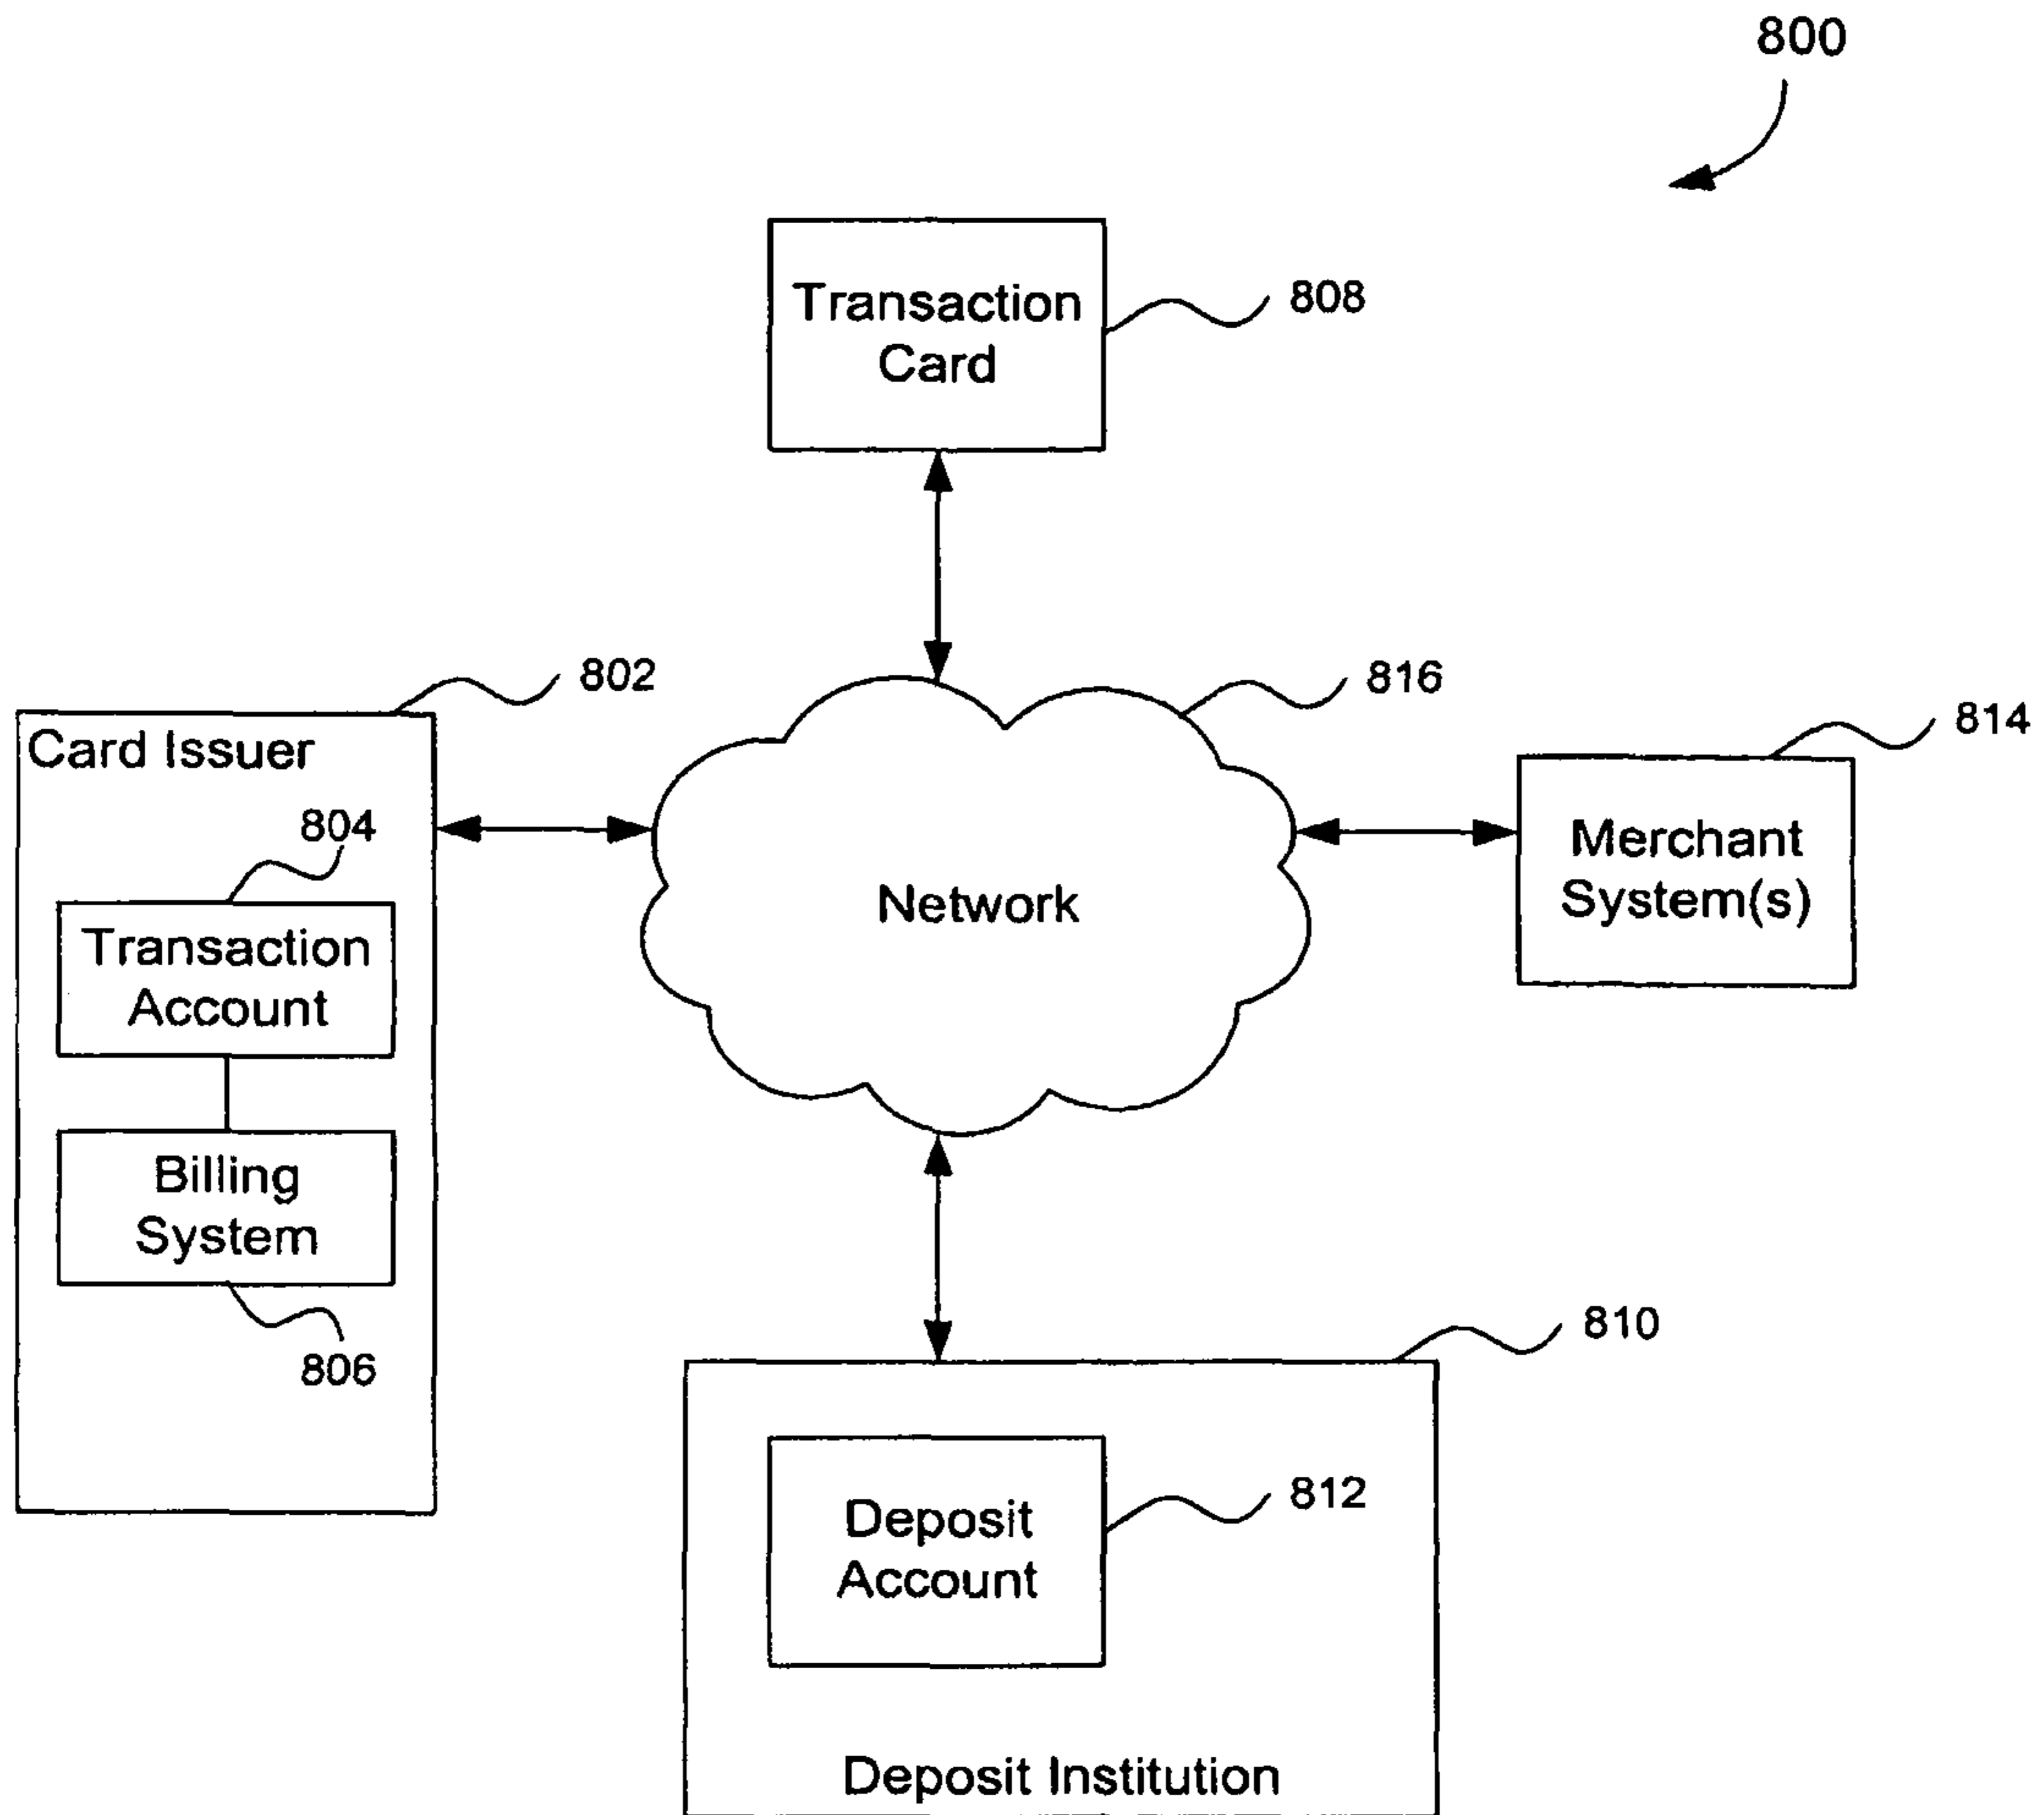 800
Transaction
Card
808
802
816
814
Card Issuer
804
Transaction
Account
Billing
System
806
Network
Merchant
System(s)
810
Deposit
Account
812
Deposit Institution